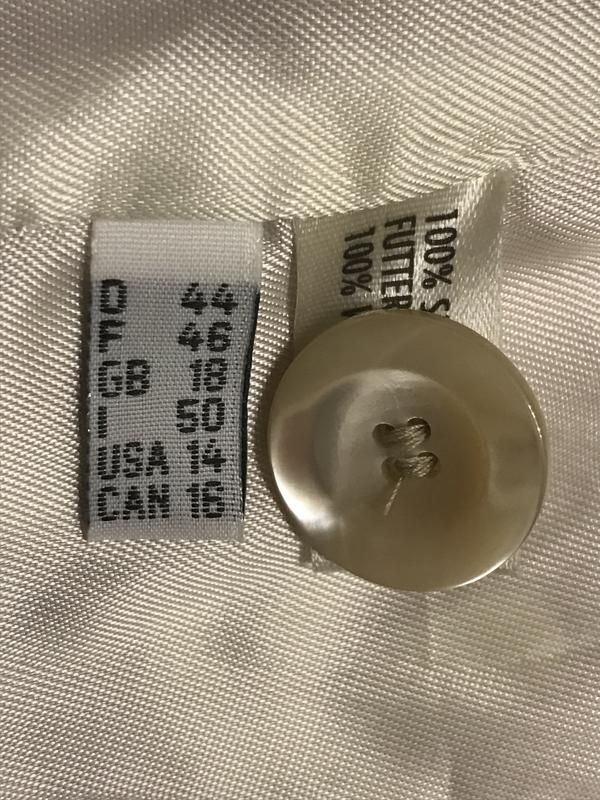 D 44
F 46
GB 18
I 50
USA 14
CAN 16
100%
FUTTER
100%